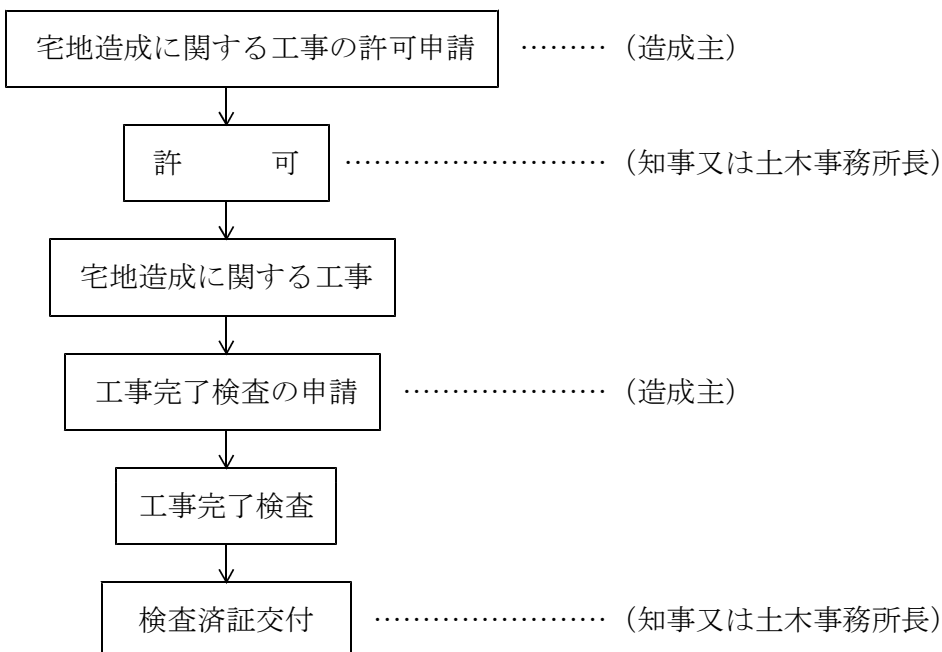 宅地造成に関する工事の許可申請 ……… (造成主)
許　　　可 ……………………… (知事又は土木事務所長)
宅地造成に関する工事
工事完了検査の申請 ………………… (造成主)
工事完了検査
検査済証交付 …………………… (知事又は土木事務所長)